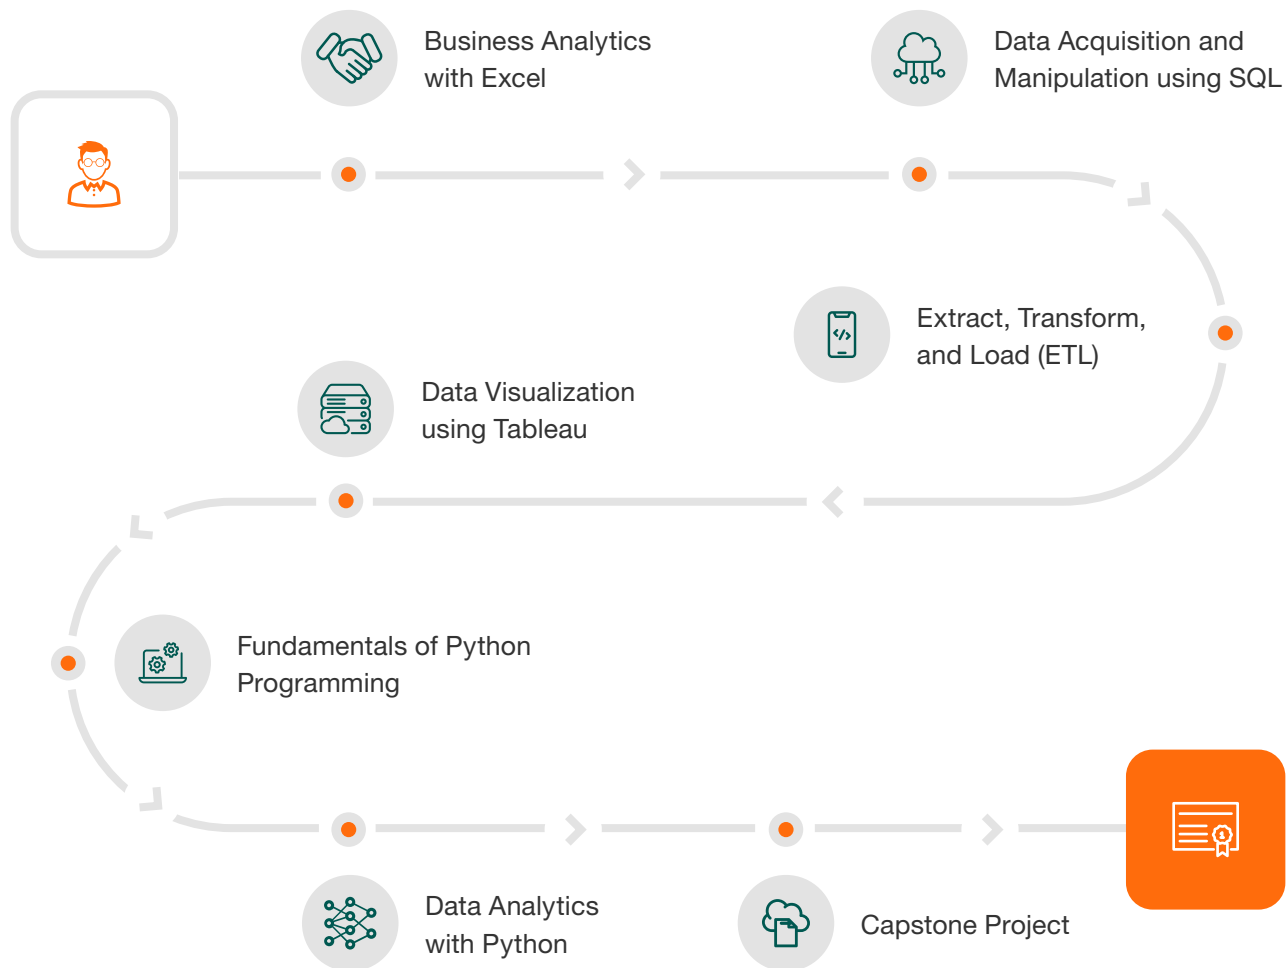 Business Analytics
with Excel
Data Acquisition and
Manipulation using SQL
Extract, Transform,
and Load (ETL)
Data Visualization
using Tableau
Fundamentals of Python
Programming
Data Analytics
with Python
Capstone Project